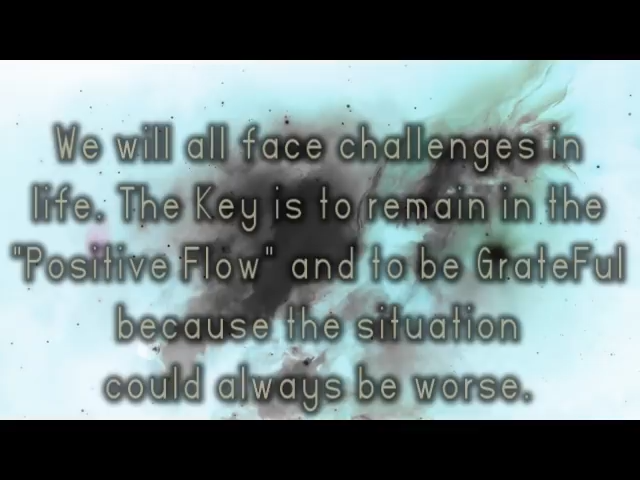 We will all face challenges in
life. The Key is to remain in the
"Positive Flow" and to be GrateFul
because the situation
could always be worse.